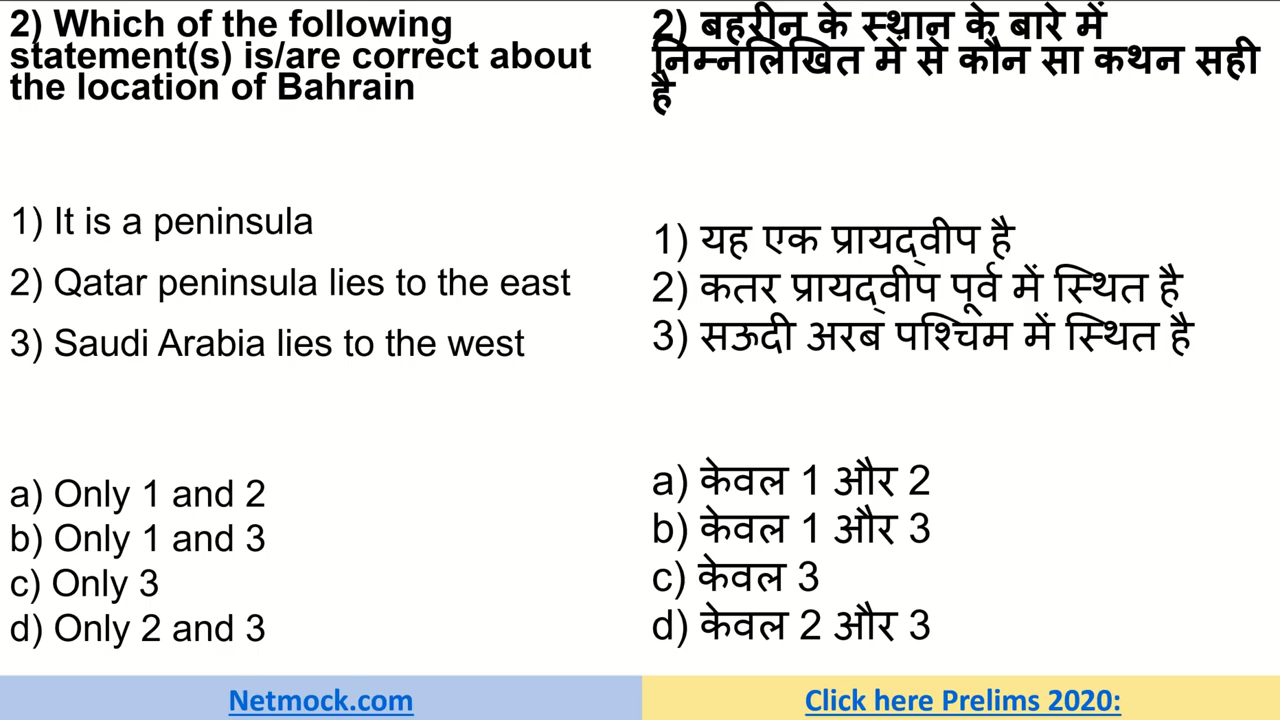 2) Which of the following
statement(s) is/are correct about
the location of Bahrain
1) It is a peninsula
2) Qatar peninsula lies to the east
3) Saudi Arabia lies to the west
a) Only 1 and 2
b) Only 1 and 3
c) Only 3
d) Only 2 and 3
Netmock.com
2) बहरीन के स्थान के बारे में
निम्नलिखित में से कौन सा कथन सही
है
1) यह एक प्रायद्वीप है
2) कतर प्रायद्वीप पूर्व में स्थित है
3) सऊदी अरब पश्चिम में स्थित है
a) केवल 1 और 2
b) केवल 1 और 3
c) केवल 3
d) केवल 2 और 3
Click here Prelims 2020: